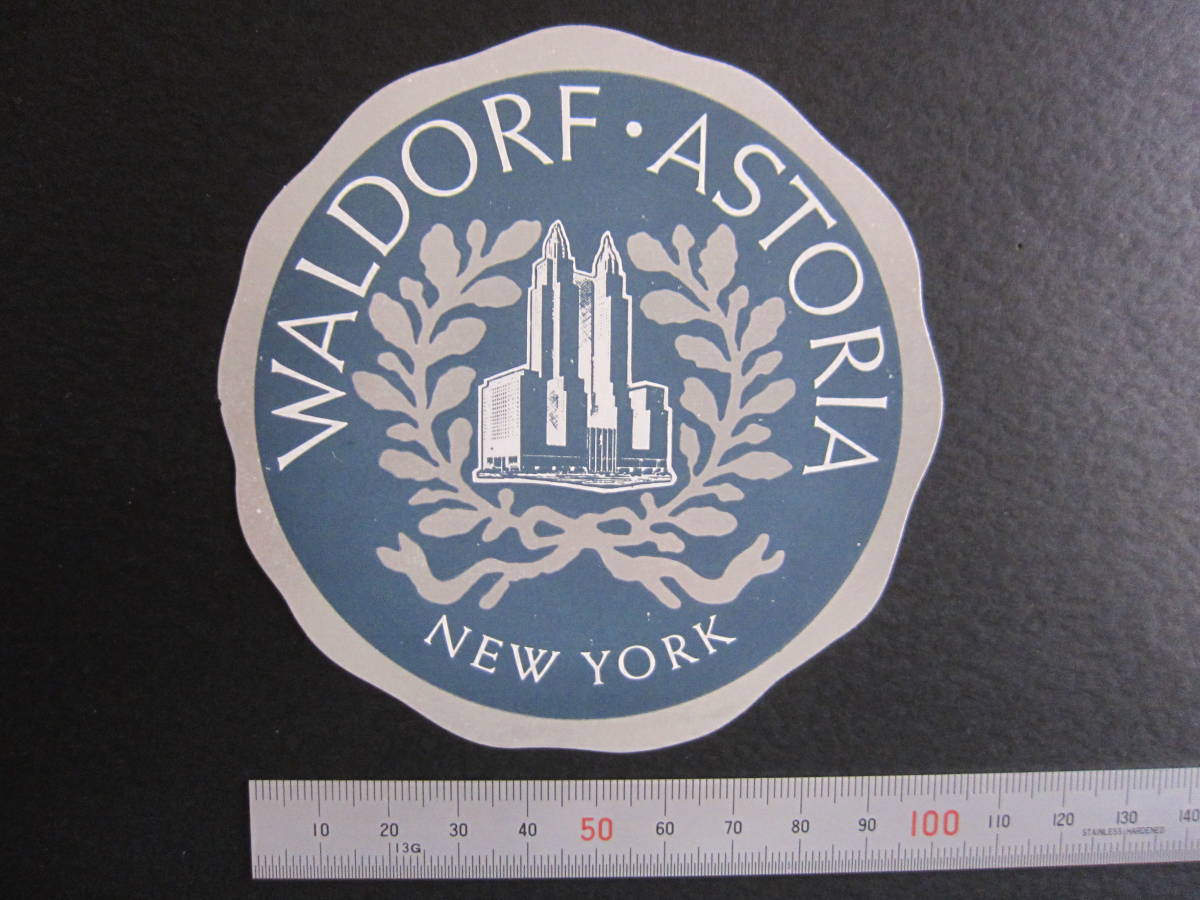 WALDORF·ASTORIA
NEW YORK
10 20 30 40 50 60 70 80 90 100 110 120 130 140
STAINLESS HARDENED
13G